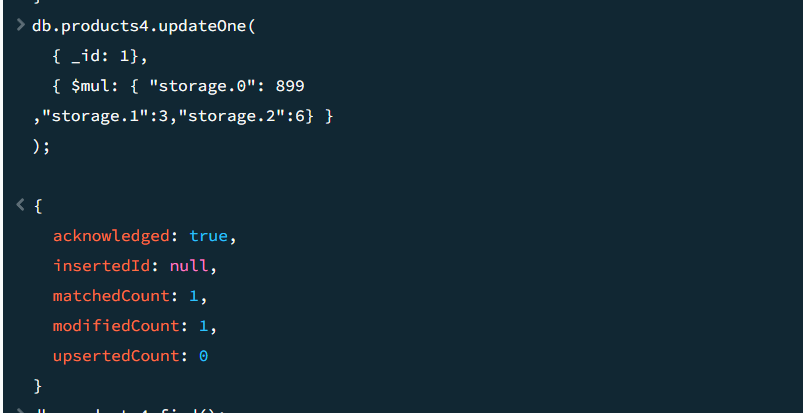 > db.products4.updateOne(
{ _id: 1},
{ $mul: { "storage.0": 899
,"storage.1":3,"storage.2":6} }
);
< {
acknowledged: true,
insertedId: null,
matchedCount: 1,
modifiedCount: 1,
upsertedCount: 0
}